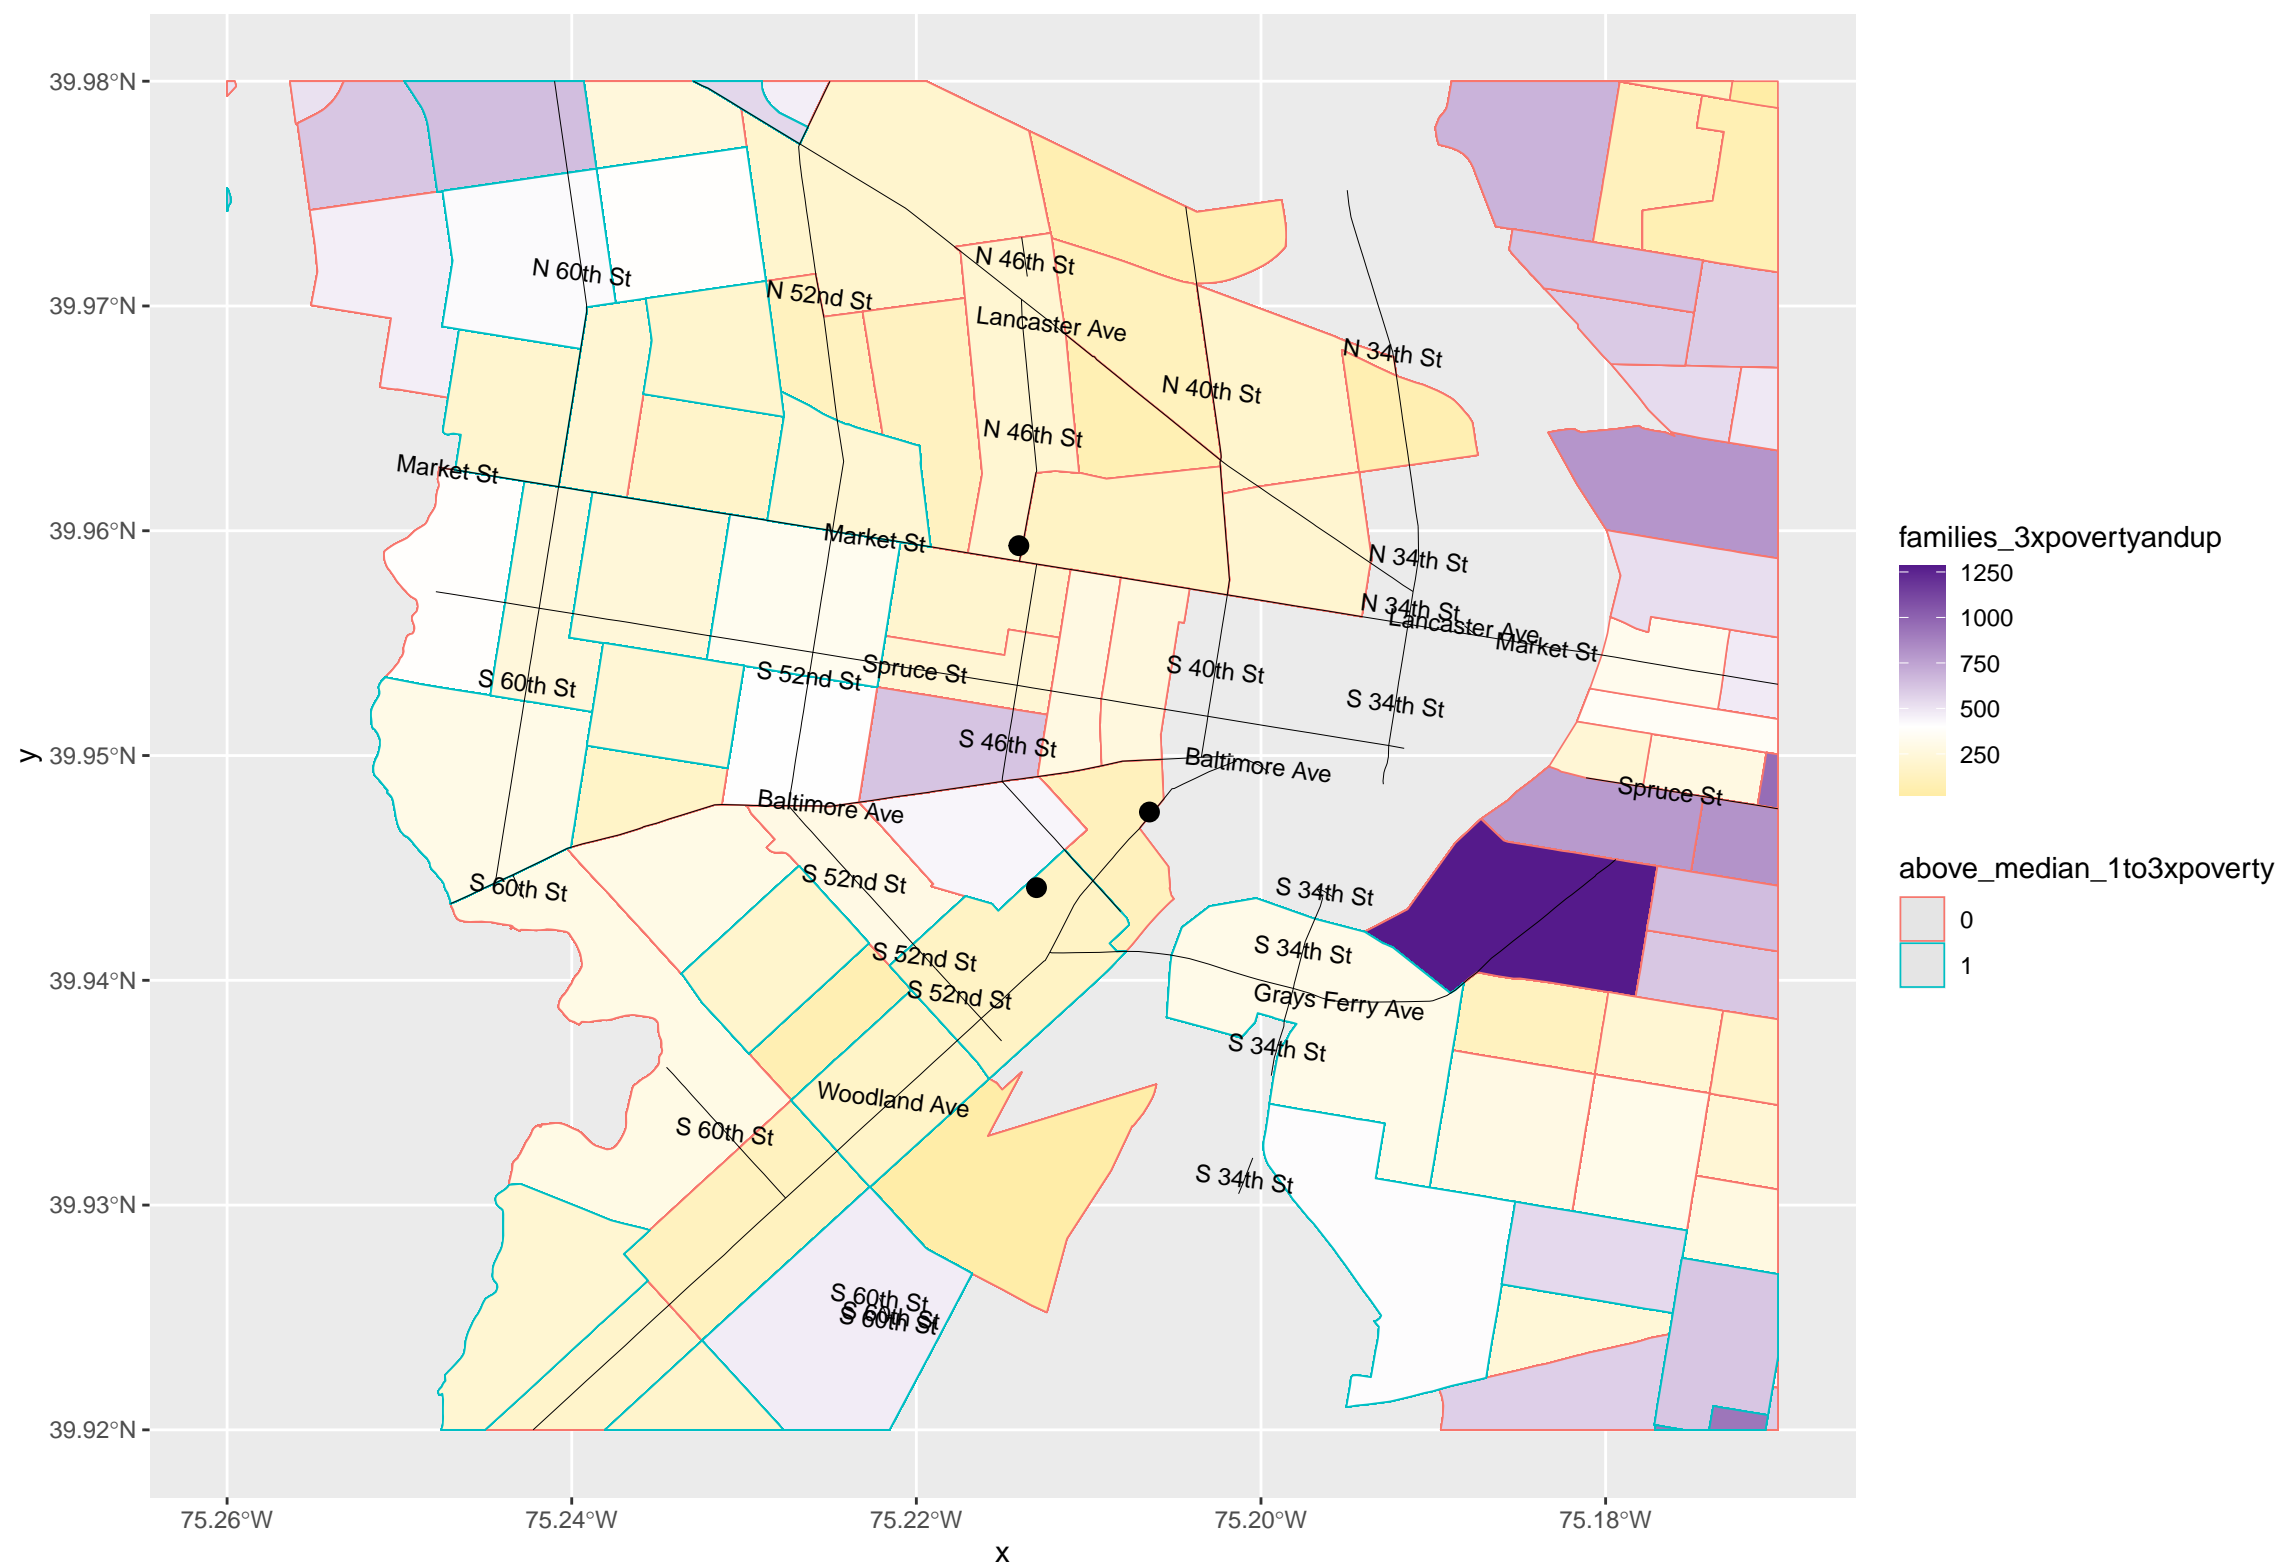 39.98°N
39.97°N
39.96°N
39.95°N
39.94°N
39.93°N
39.92°N
y
N 60th St
N 52nd St
N 46th St
Lancaster Ave
N 34th St
N 40th St
N 46th St
Market St
Market St
N 34th St
N 34th St
Lancaster Ave
Market St
Spruce St
S 60th St
S 52nd St
S 40th St
S 34th St
S 46th St
Baltimore Ave
Spruce St
Baltimore Ave
S 60th St
S 52nd St
S 34th St
S 34th St
S 52nd St
S 52nd St
Grays Ferry Ave
S 34th St
Woodland Ave
S 60th St
S 34th St
S 60th St
S 60th St
S 60th St
75.26°W
75.24°W
75.22°W
75.20°W
75.18°W
x
families_3xpovertyandup
1250
1000
750
500
250
above_median_1to3xpoverty
0
1